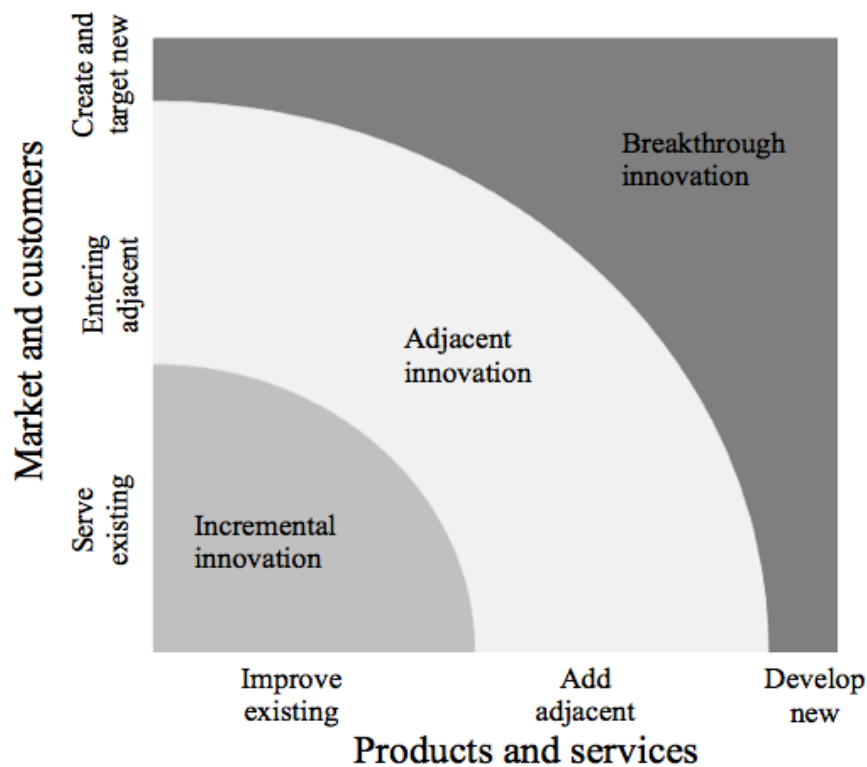 Create and
target new
Breakthrough
innovation
Market and customers
Entering
adjacent
Adjacent
innovation
Serve
existing
Incremental
innovation
Improve
existing
Add
adjacent
Develop
new
Products and services